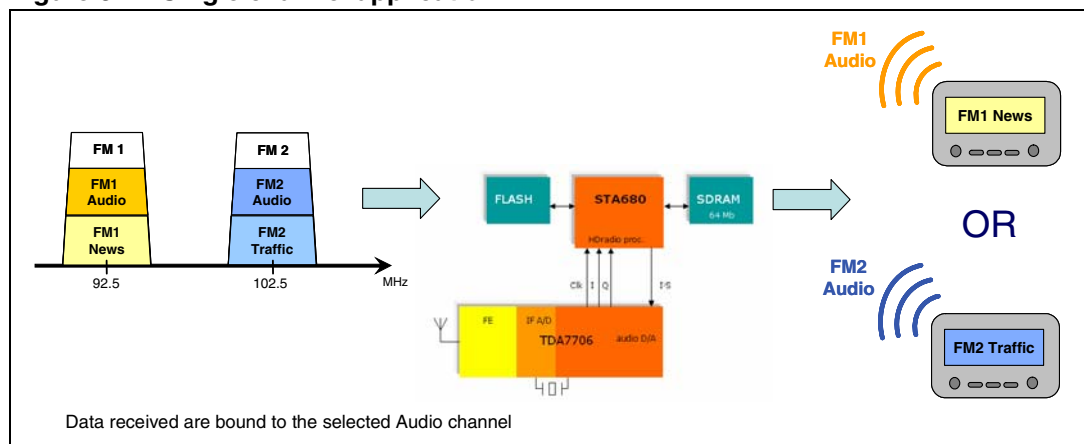 FM1
Audio
FM1 News
FM 1
FM1
Audio
FM1
News
FM 2
FM2
Audio
FM2
Traffic
92.5
102.5
MHz
FLASH
STA680
HDradio proc.
SDRAM
64 Mb
Clk
I
Q
I²S
FE
IF A/D
TDA7706
audio D/A
OR
FM2
Audio
FM2 Traffic
Data received are bound to the selected Audio channel